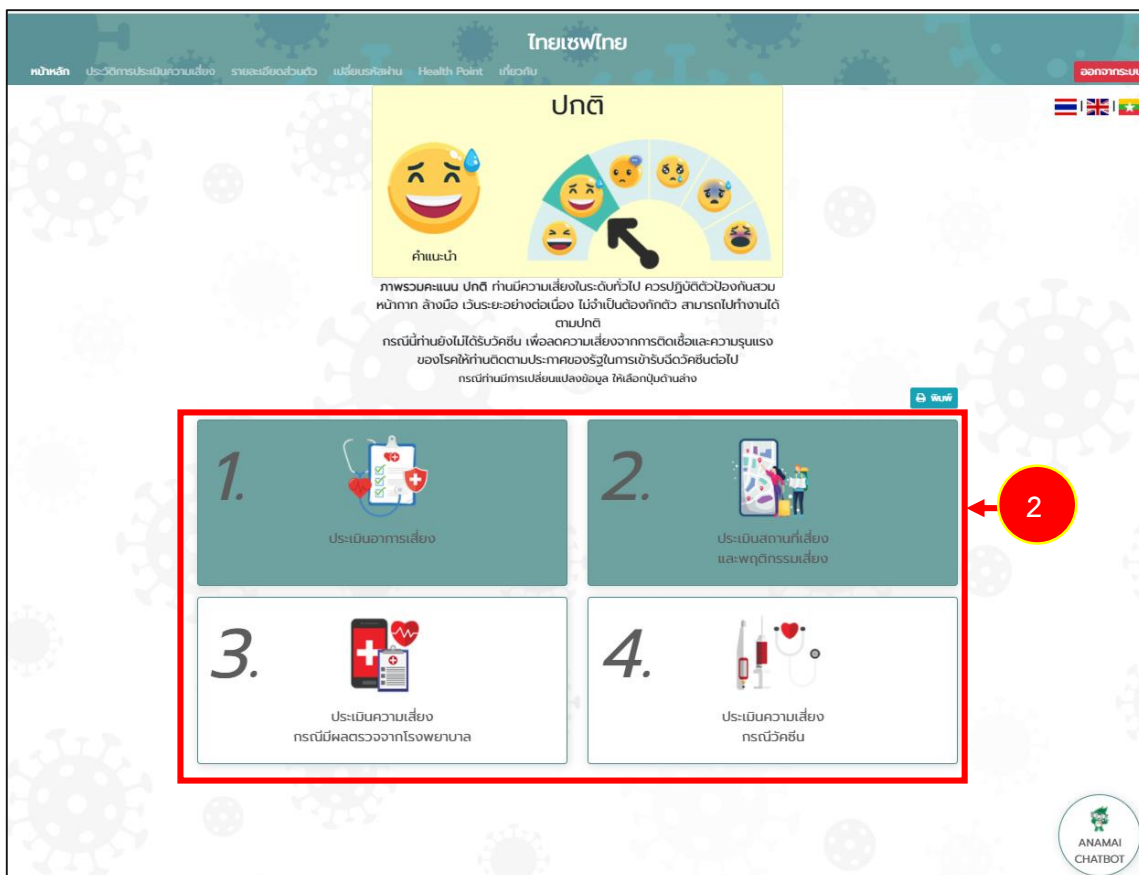 ไทยเซฟไทย
หน้าหลัก ประวัติการประเมินความเสี่ยง รายละเอียดส่วนตัว เปลี่ยนรหัสผ่าน Health Point เกี่ยวกับ ออกจากระบบ
ปกติ
คำแนะนำ
ภาพรวมคะแนน ปกติ ท่านมีความเสี่ยงในระดับทั่วไป ควรปฏิบัติตัวป้องกันสวม
หน้ากาก ล้างมือ เว้นระยะอย่างต่อเนื่อง ไม่จำเป็นต้องกักตัว สามารถไปทำงานได้
ตามปกติ
กรณีนี้ท่านยังไม่ได้รับวัคซีน เพื่อลดความเสี่ยงจากการติดเชื้อและความรุนแรง
ของโรคให้ท่านติดตามประกาศของรัฐในการเข้ารับฉีดวัคซีนต่อไป
กรณีท่านมีการเปลี่ยนแปลงข้อมูล ให้เลือกปุ่มด้านล่าง
พิมพ์
1.
ประเมินอาการเสี่ยง
2.
ประเมินสถานที่เสี่ยง
และพฤติกรรมเสี่ยง
2
3.
ประเมินความเสี่ยง
กรณีมีผลตรวจจากโรงพยาบาล
4.
ประเมินความเสี่ยง
กรณีวัคซีน
ANAMAI
CHATBOT